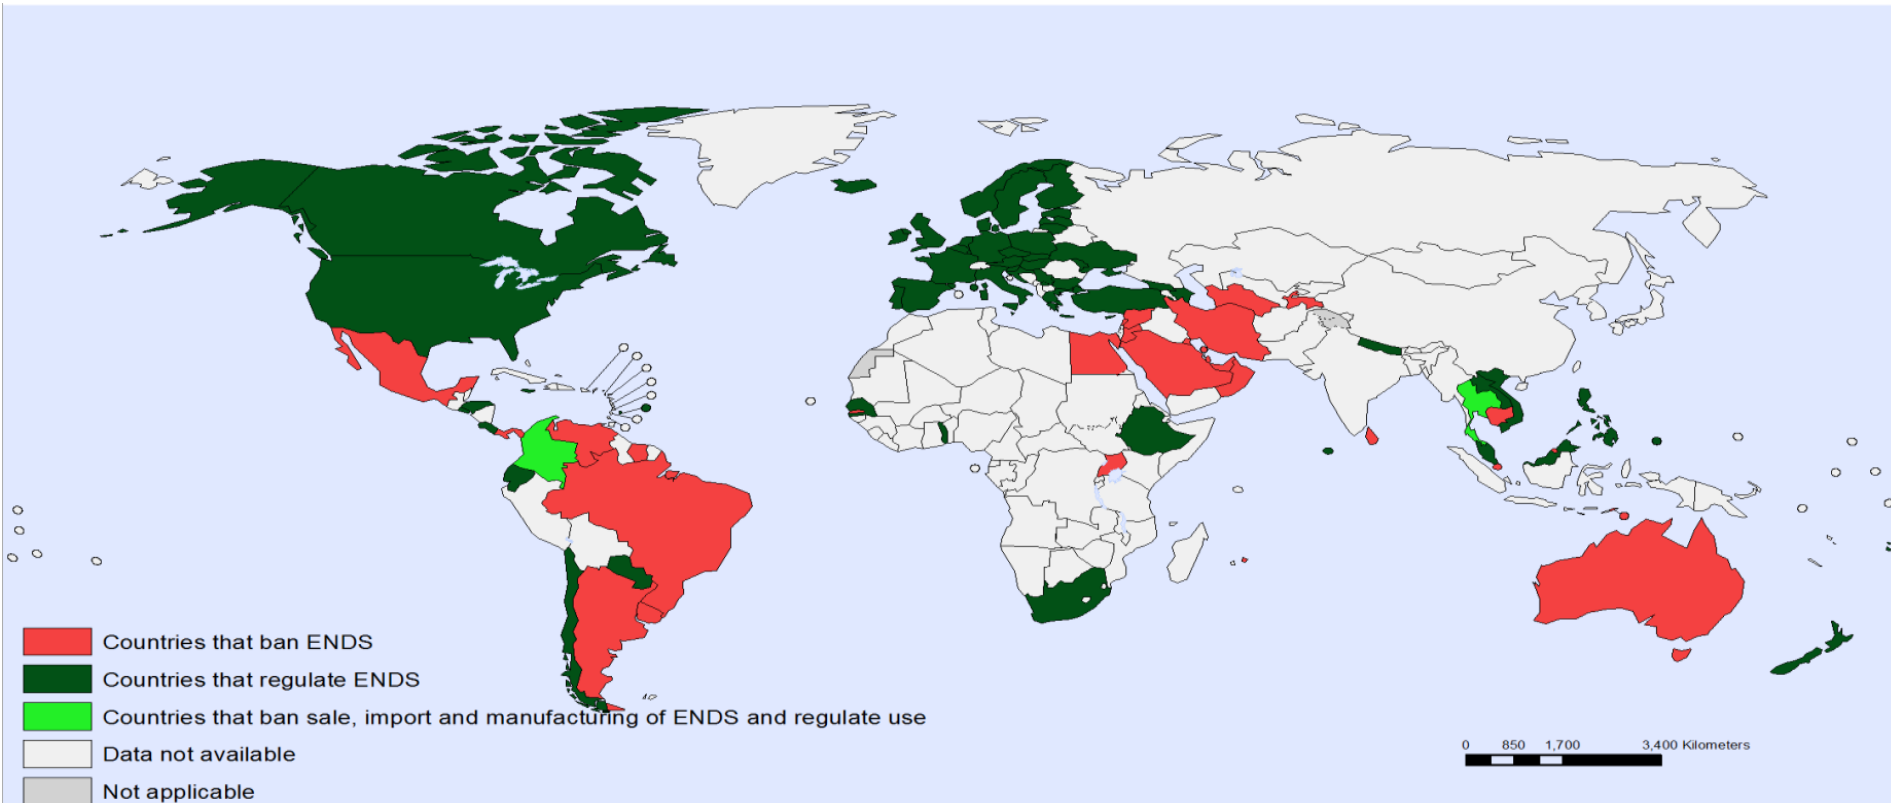 Countries that ban ENDS
Countries that regulate ENDS
Countries that ban sale, import and manufacturing of ENDS and regulate use
Data not available
Not applicable
0 850 1,700 3,400 Kilometers